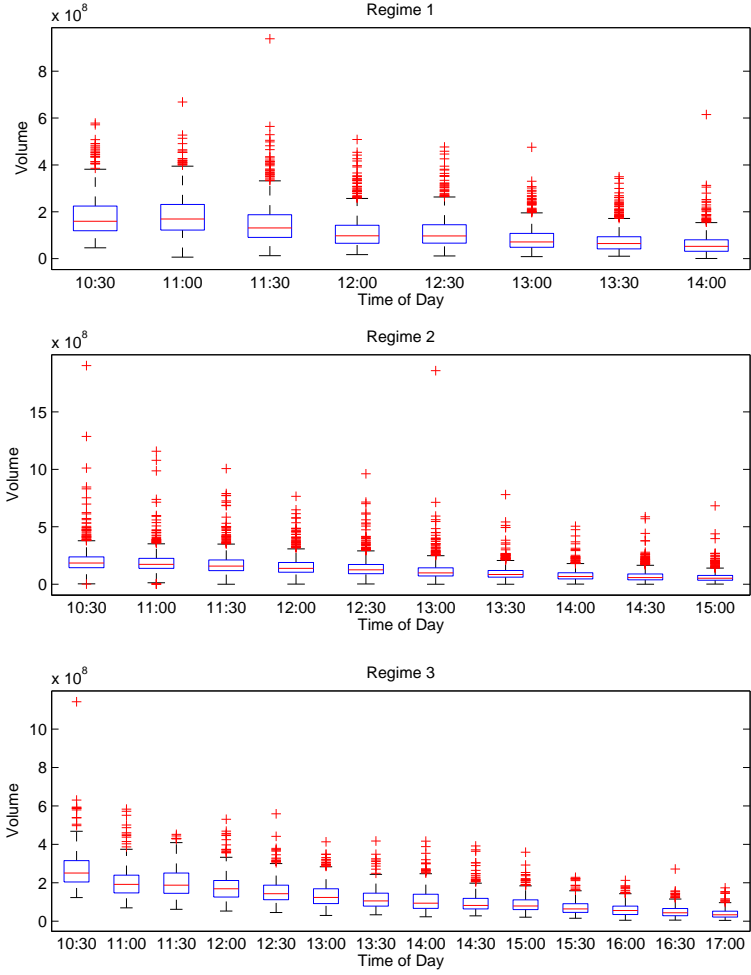 x 10^8
Regime 1
8
6
4
2
0
Volume
10:30 11:00 11:30 12:00 12:30 13:00 13:30 14:00
Time of Day
x 10^8
Regime 2
15
10
5
0
Volume
10:30 11:00 11:30 12:00 12:30 13:00 13:30 14:00 14:30 15:00
Time of Day
x 10^8
Regime 3
10
8
6
4
2
0
Volume
10:30 11:00 11:30 12:00 12:30 13:00 13:30 14:00 14:30 15:00 15:30 16:00 16:30 17:00
Time of Day